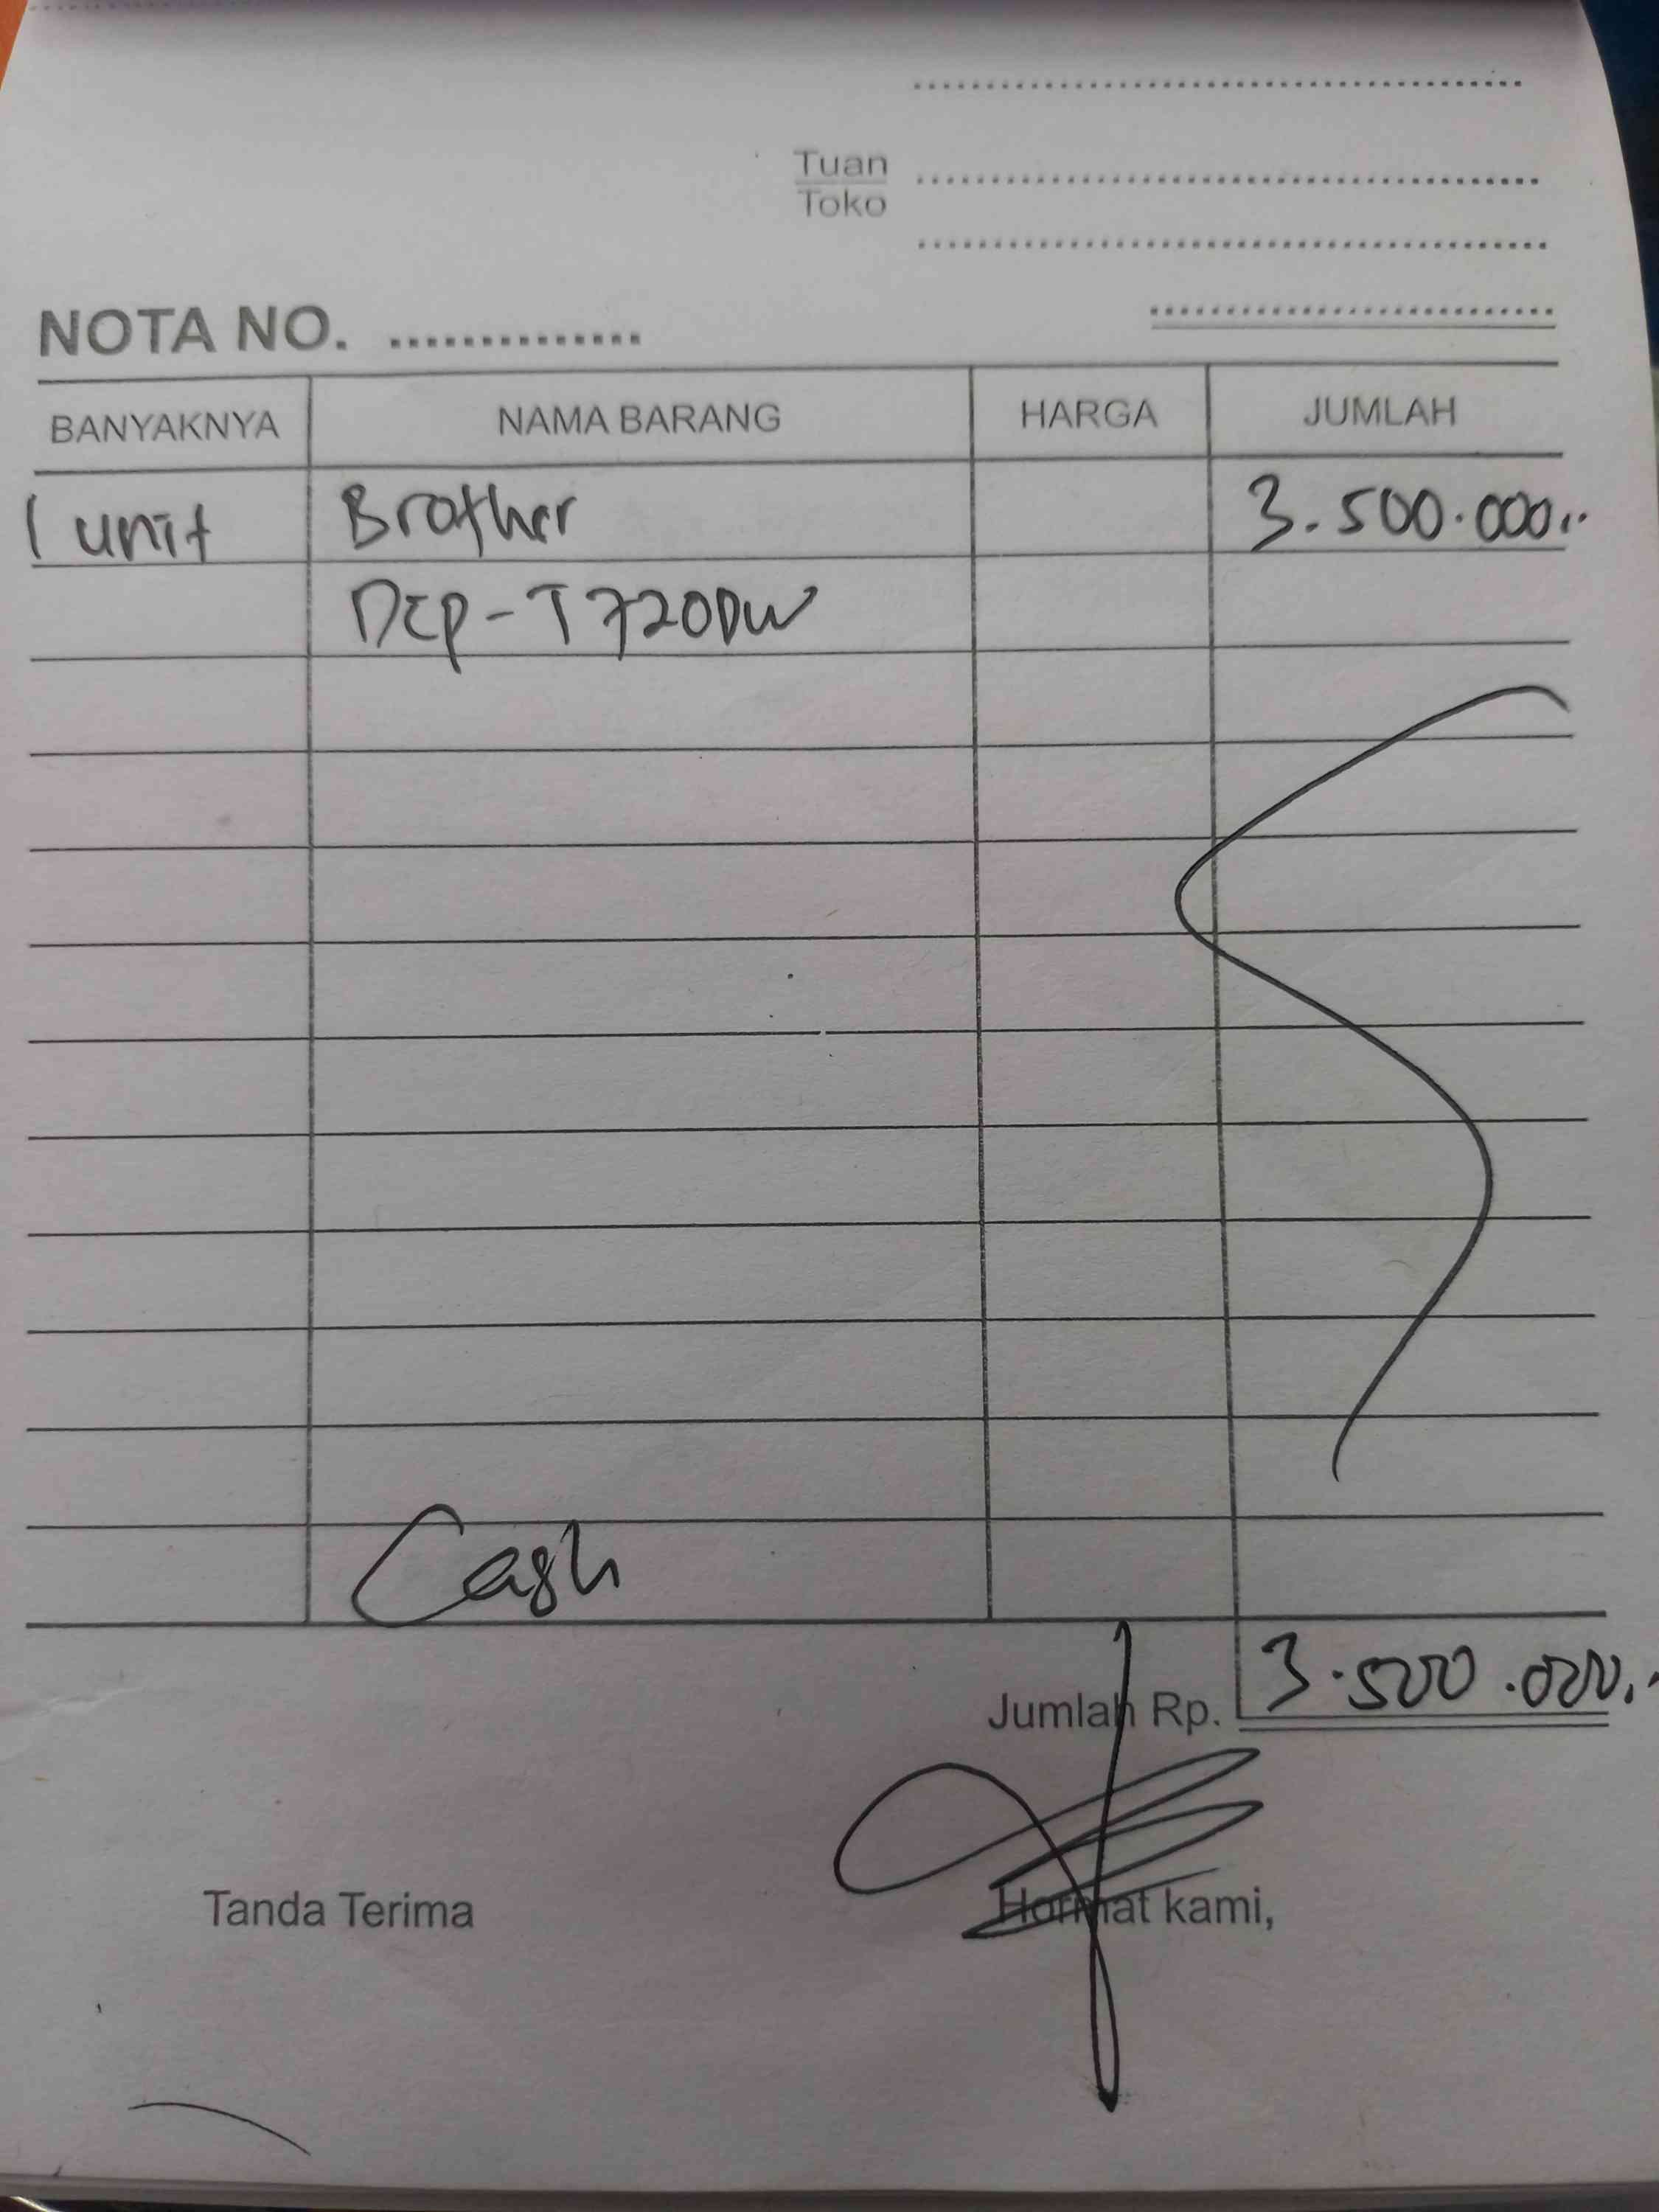 Tuan
Toko
NOTA NO. ..............
BANYAKNYA NAMA BARANG HARGA JUMLAH
1 unit Brother 3.500.000,-
DCP-T720DW
Cash
Jumlah Rp. 3.500.000,-
Tanda Terima Hormat kami,